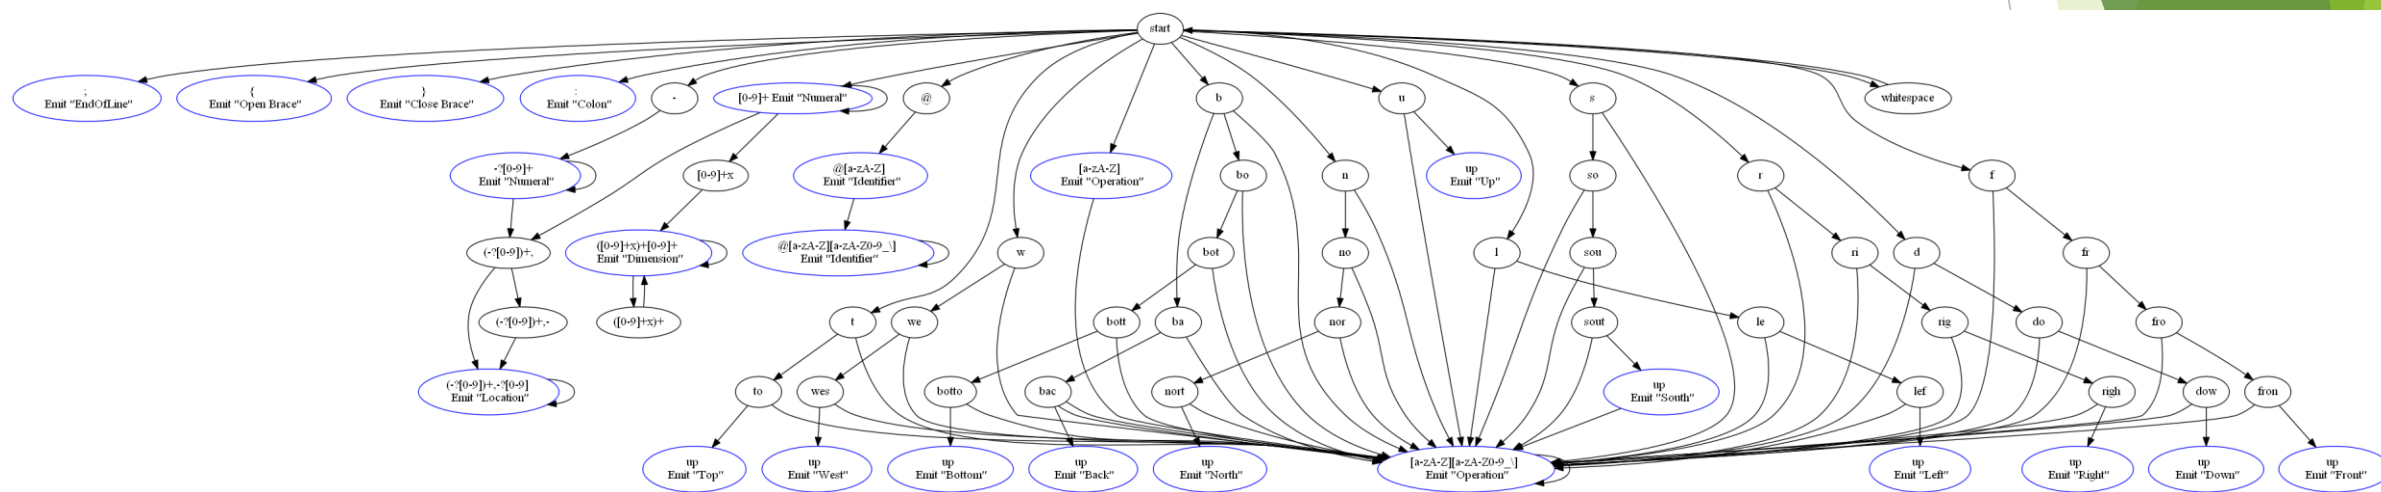 start
;
Emit "EndOfLine"
{
Emit "Open Brace"
}
Emit "Close Brace"
:
Emit "Colon"
-
[0-9]+ Emit "Numeral"
@
b
u
s
whitespace
-?[0-9]+
Emit "Numeral"
[0-9]+x
@[a-zA-Z]
Emit "Identifier"
[a-zA-Z]
Emit "Operation"
bo
n
up
Emit "Up"
so
r
f
(-?[0-9])+,
([0-9]+x)+[0-9]+
Emit "Dimension"
@[a-zA-Z][a-zA-Z0-9_\]
Emit "Identifier"
w
bot
no
l
sou
ri
d
fr
(-?[0-9])+,-
([0-9]+x)+
t
we
bott
ba
nor
sout
le
rig
do
fro
(-?[0-9])+,-?[0-9]
Emit "Location"
to
wes
botto
bac
nort
up
Emit "South"
lef
righ
dow
fron
up
Emit "Top"
up
Emit "West"
up
Emit "Bottom"
up
Emit "Back"
up
Emit "North"
[a-zA-Z][a-zA-Z0-9_\]
Emit "Operation"
up
Emit "Left"
up
Emit "Right"
up
Emit "Down"
up
Emit "Front"